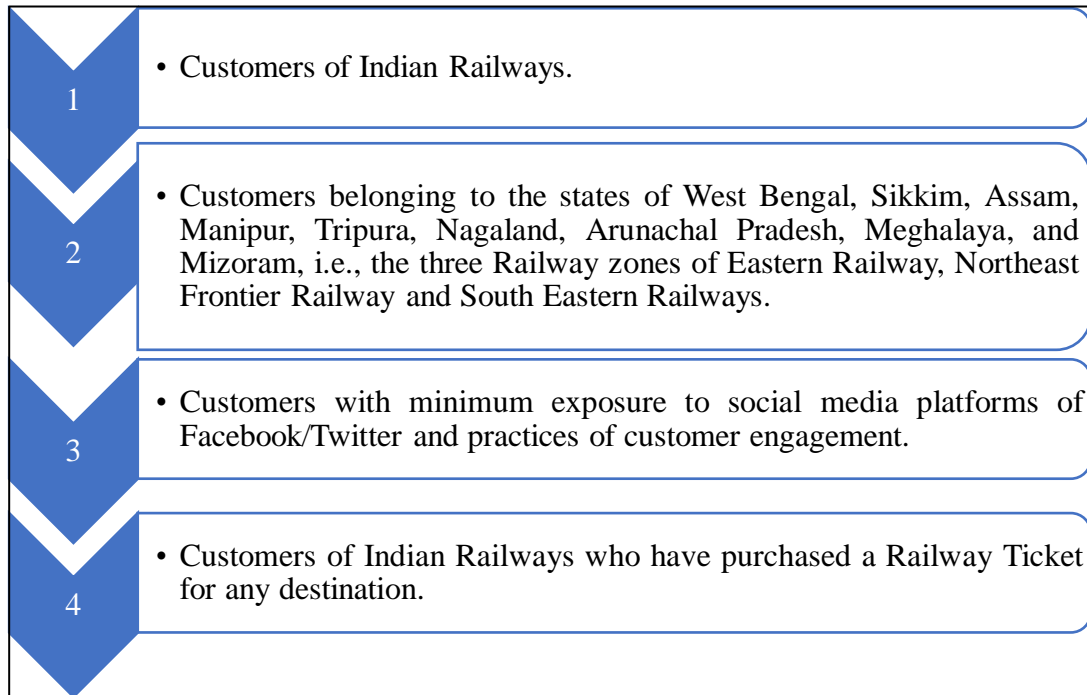 1
• Customers of Indian Railways.
2
• Customers belonging to the states of West Bengal, Sikkim, Assam,
Manipur, Tripura, Nagaland, Arunachal Pradesh, Meghalaya, and
Mizoram, i.e., the three Railway zones of Eastern Railway, Northeast
Frontier Railway and South Eastern Railways.
3
• Customers with minimum exposure to social media platforms of
Facebook/Twitter and practices of customer engagement.
4
• Customers of Indian Railways who have purchased a Railway Ticket
for any destination.